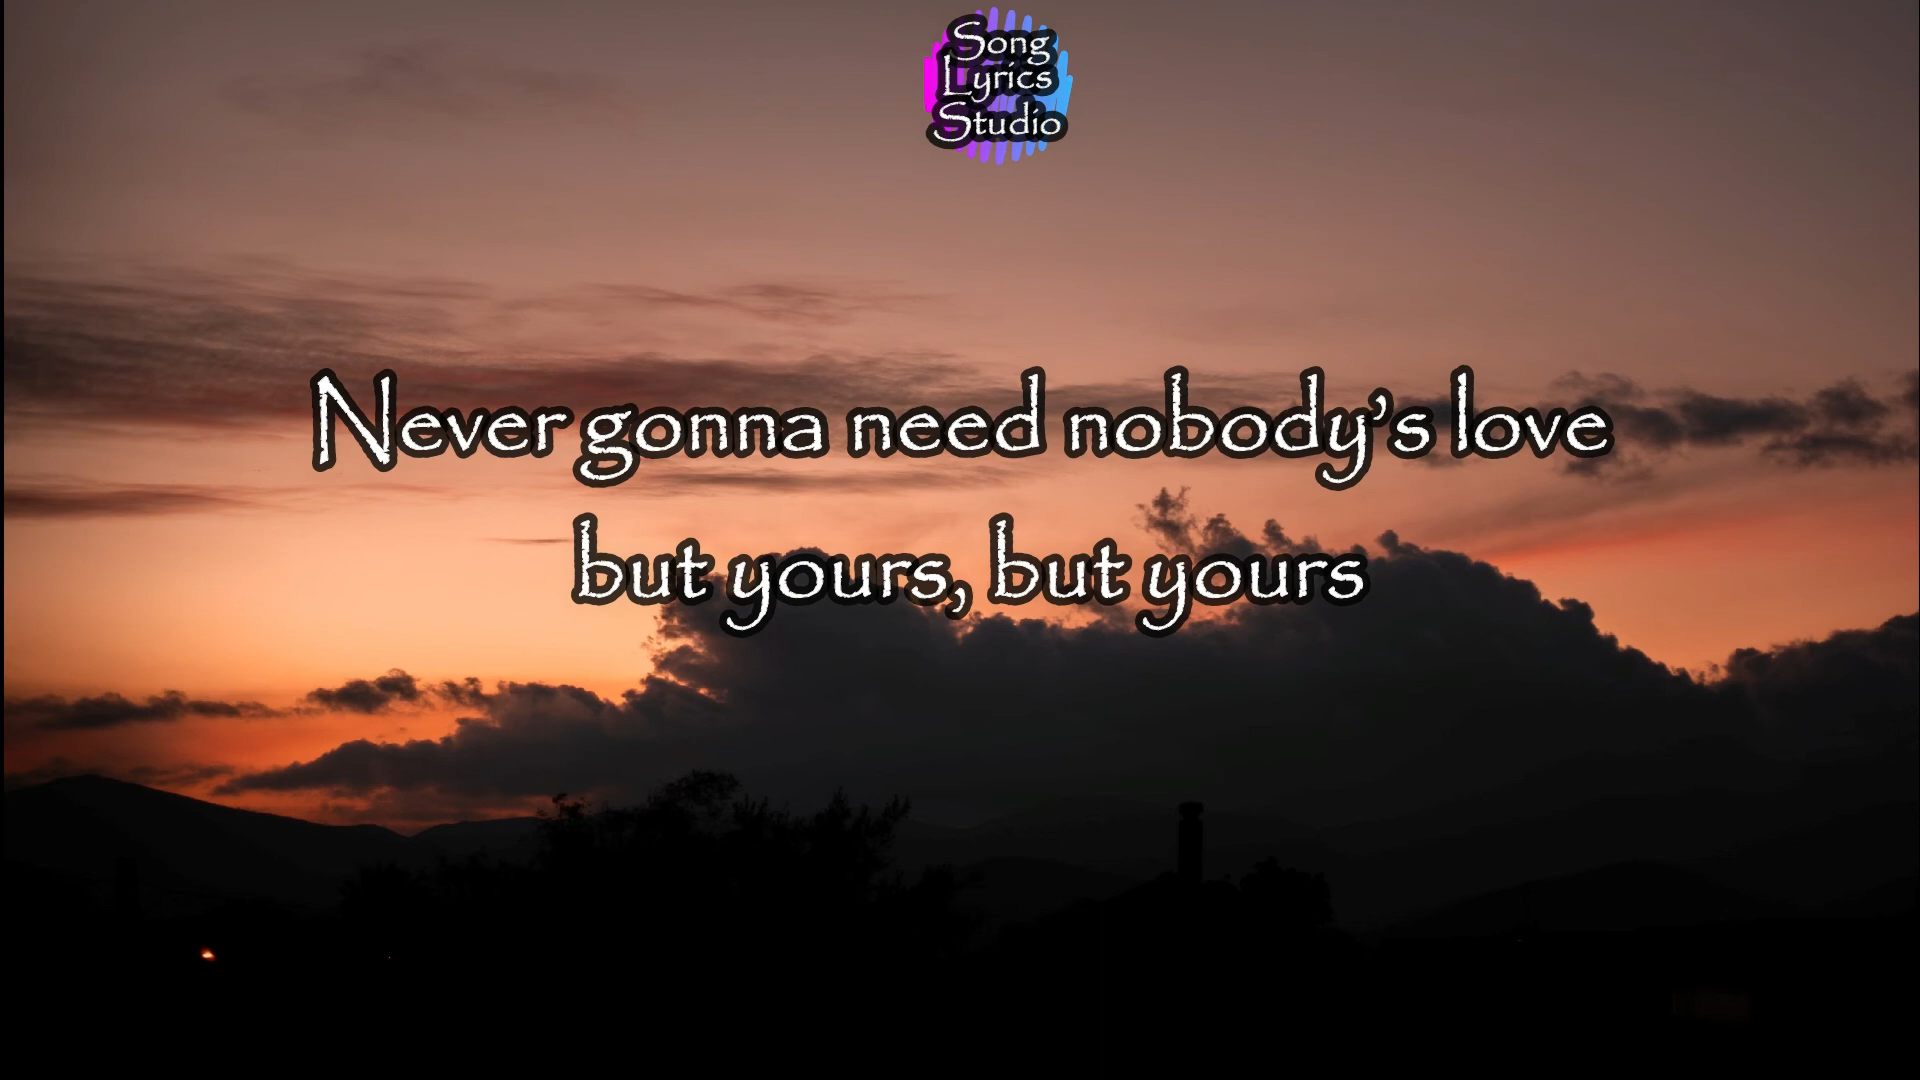 Song
Lyrics
Studio
Never gonna need nobody’s love
but yours, but yours